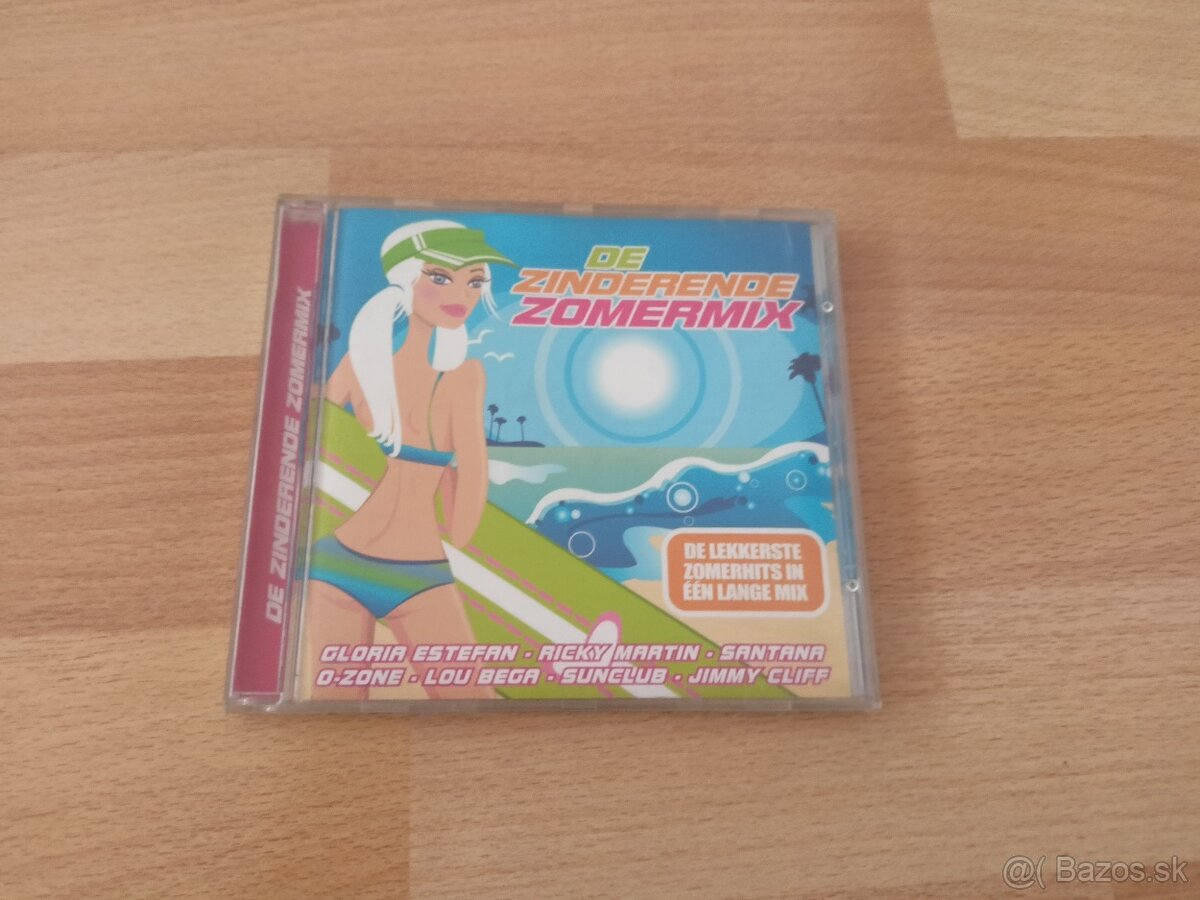 DE ZINDERENDE ZOMERMIX
DE
ZINDERENDE
ZOMERMIX
DE LEKKERSTE
ZOMERHITS IN
ÉÉN LANGE MIX
GLORIA ESTEFAN • RICKY MARTIN • SANTANA
O-ZONE • LOU BEGA • SUNCLUB • JIMMY CLIFF
@( Bazos.sk